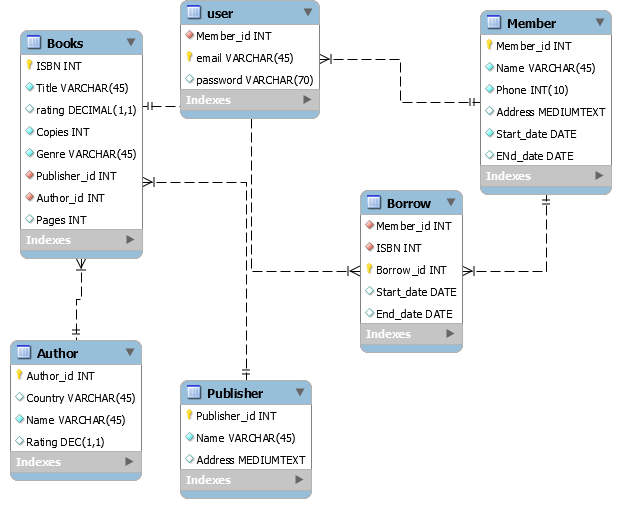 user
Member_id INT
email VARCHAR(45)
password VARCHAR(70)
Indexes
Member
Member_id INT
Name VARCHAR(45)
Phone INT(10)
Address MEDIUMTEXT
Start_date DATE
ENd_date DATE
Indexes
Books
ISBN INT
Title VARCHAR(45)
rating DECIMAL(1,1)
Copies INT
Genre VARCHAR(45)
Publisher_id INT
Author_id INT
Pages INT
Indexes
Borrow
Member_id INT
ISBN INT
Borrow_id INT
Start_date DATE
End_date DATE
Indexes
Author
Author_id INT
Country VARCHAR(45)
Name VARCHAR(45)
Rating DEC(1,1)
Indexes
Publisher
Publisher_id INT
Name VARCHAR(45)
Address MEDIUMTEXT
Indexes